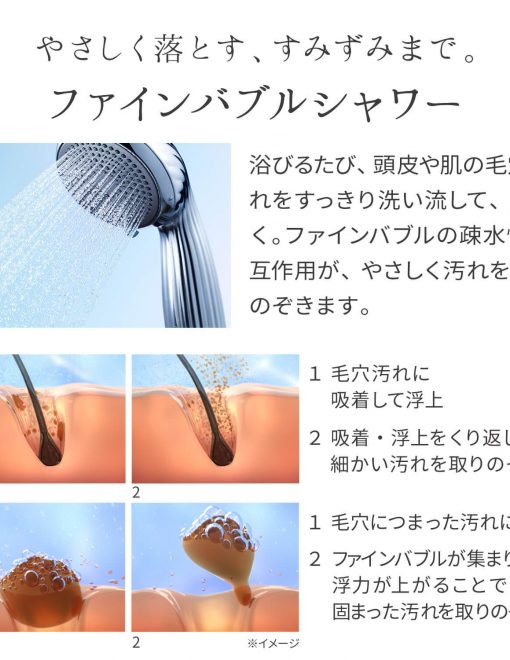 やさしく落とす、すみずみまで。
ファインバブルシャワー
浴びるたび、頭皮や肌の毛穴
れをすっきり洗い流して、
く。ファインバブルの疎水性
互作用が、やさしく汚れを
のぞきます。
1 毛穴汚れに
吸着して浮上
2 吸着・浮上をくり返し
細かい汚れを取りの
2
1 毛穴につまった汚れに
2 ファインバブルが集まり
浮力が上がることで
固まった汚れを取りの
2
※イメージ